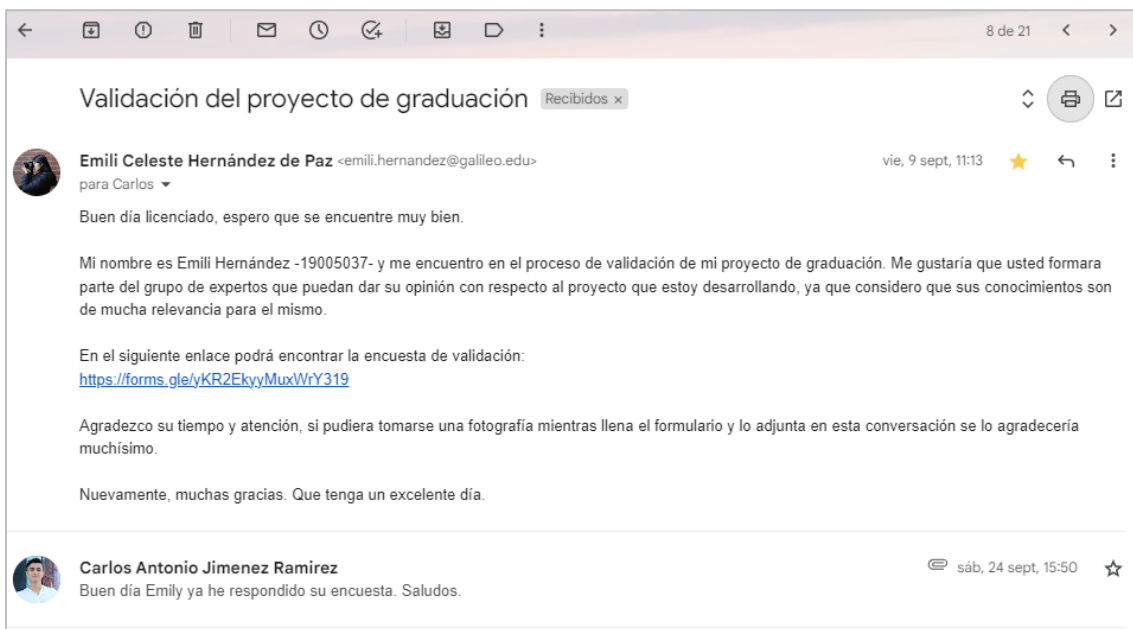 8 de 21
Validación del proyecto de graduación Recibidos x
Emili Celeste Hernández de Paz <emili.hernandez@galileo.edu> vie, 9 sept, 11:13
para Carlos
Buen día licenciado, espero que se encuentre muy bien.
Mi nombre es Emili Hernández -19005037- y me encuentro en el proceso de validación de mi proyecto de graduación. Me gustaría que usted formara
parte del grupo de expertos que puedan dar su opinión con respecto al proyecto que estoy desarrollando, ya que considero que sus conocimientos son
de mucha relevancia para el mismo.
En el siguiente enlace podrá encontrar la encuesta de validación:
https://forms.gle/yKR2EkyyMuxWrY319
Agradezco su tiempo y atención, si pudiera tomarse una fotografía mientras llena el formulario y lo adjunta en esta conversación se lo agradecería
muchísimo.
Nuevamente, muchas gracias. Que tenga un excelente día.
Carlos Antonio Jimenez Ramirez sáb, 24 sept, 15:50
Buen día Emily ya he respondido su encuesta. Saludos.